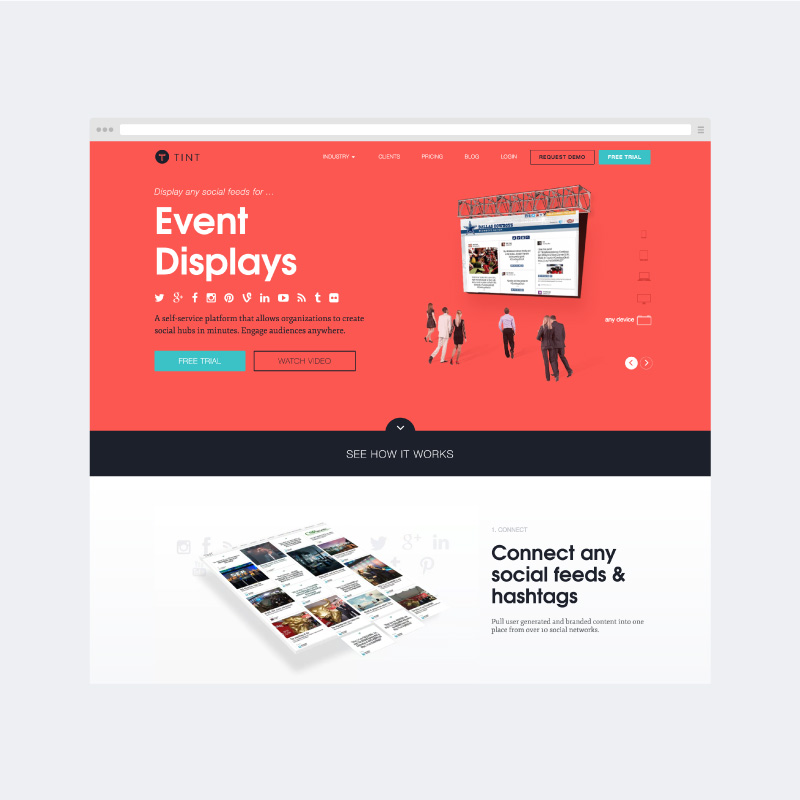 TINT
INDUSTRY
CLIENTS
PRICING
BLOG
LOGIN
REQUEST DEMO
FREE TRIAL
Display any social feeds for ...
Event
Displays
DALLAS COWBOYS
A self-service platform that allows organizations to create
social hubs in minutes. Engage audiences anywhere.
any device
FREE TRIAL
WATCH VIDEO
SEE HOW IT WORKS
1. CONNECT
Connect any
social feeds &
hashtags
Pull user generated and branded content into one
place from over 10 social networks.